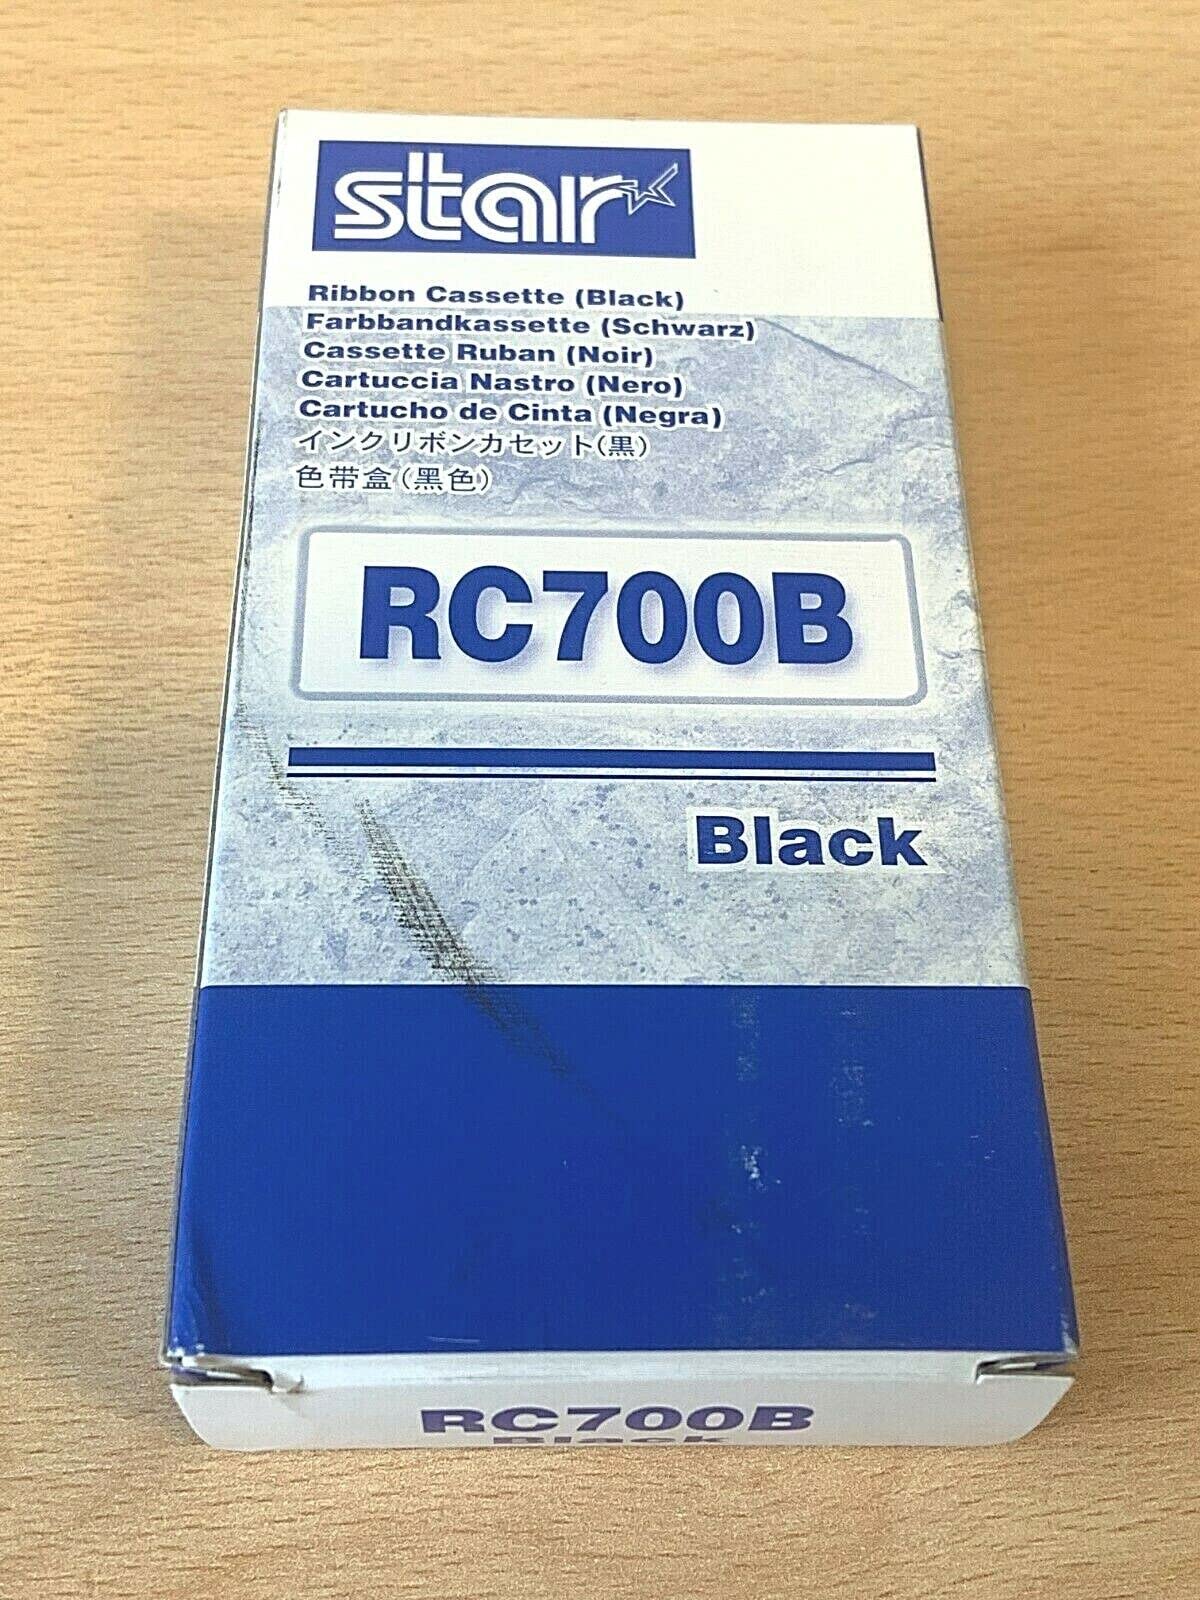 star
Ribbon Cassette (Black)
Farbbandkassette (Schwarz)
Cassette Ruban (Noir)
Cartuccia Nastro (Nero)
Cartucho de Cinta (Negra)
インクリボンカセット(黒)
色带盒(黑色)
RC700B
Black
RC700B
Black